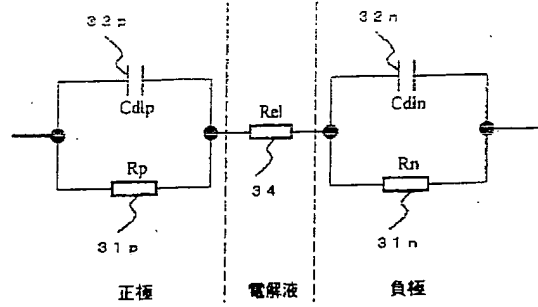 ３２ｐ ３２ｎ
Cdlp Cdln
Rel
Rp Rn
３４
３１ｐ ３１ｎ
正極 電解液 負極